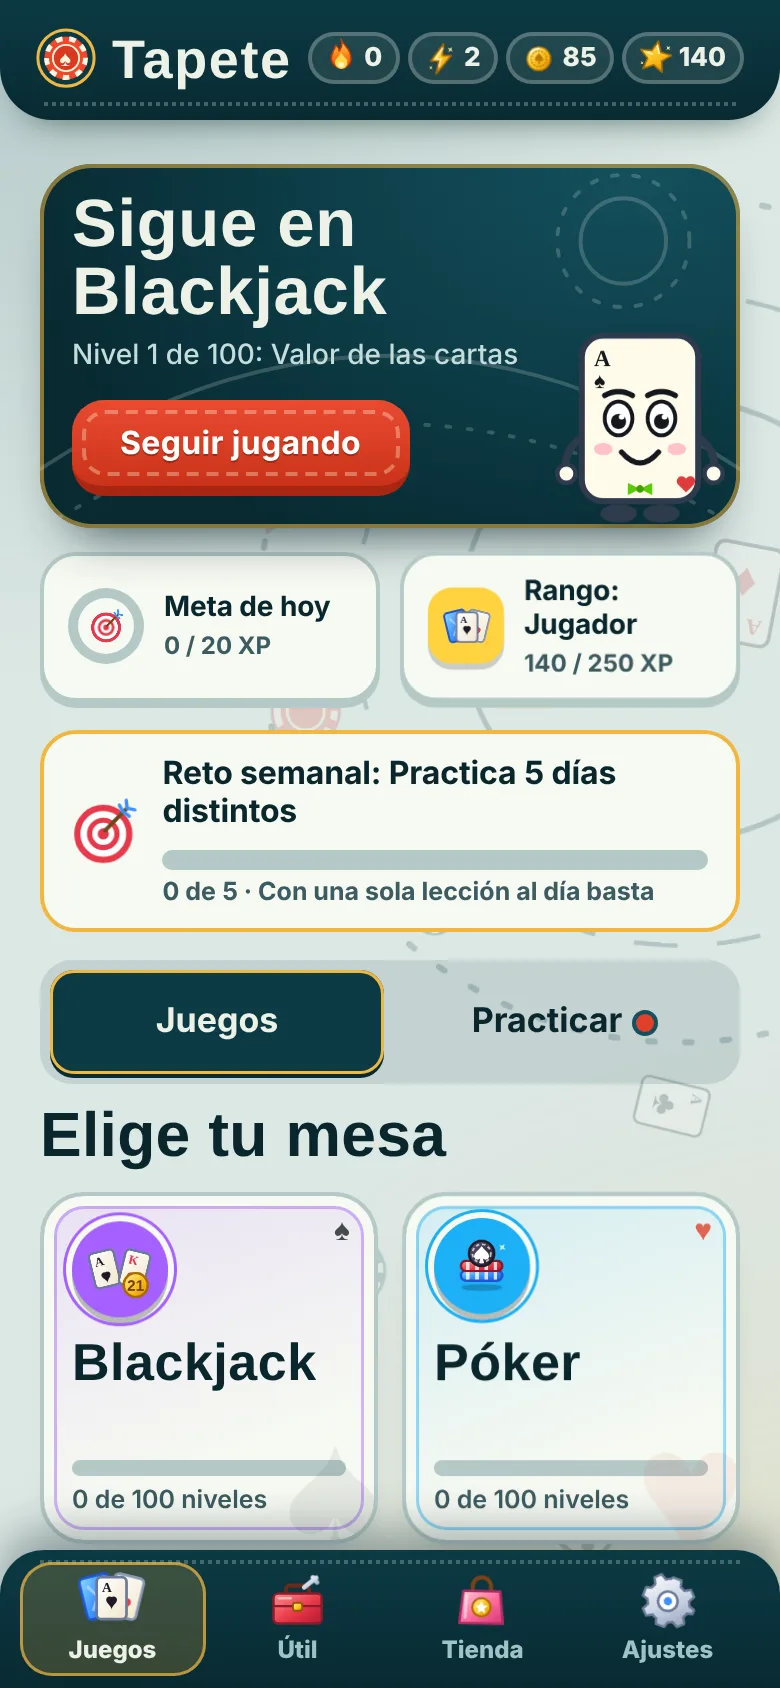 Tapete 0 2 85 140
Sigue en
Blackjack
Nivel 1 de 100: Valor de las cartas
Seguir jugando
A
Meta de hoy
0 / 20 XP
A
Rango:
Jugador
140 / 250 XP
Reto semanal: Practica 5 días
distintos
0 de 5 · Con una sola lección al día basta
Juegos
Practicar
Elige tu mesa
A K
21
Blackjack
0 de 100 niveles
Póker
0 de 100 niveles
A
Juegos
Útil
Tienda
Ajustes